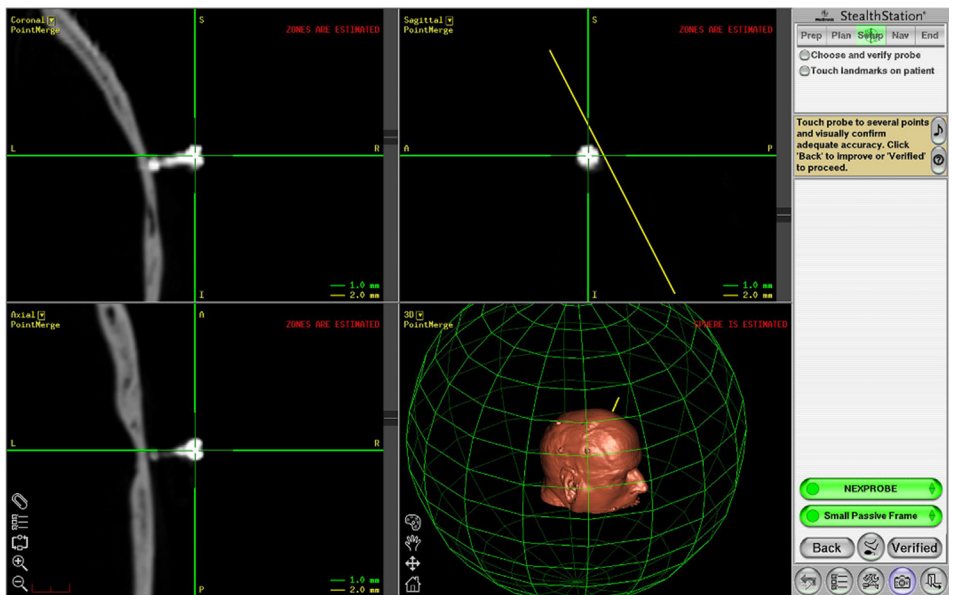 Coronal
PointMerge
S
ZONES ARE ESTIMATED
L
R
I
1.0 mm
2.0 mm
Sagittal
PointMerge
S
ZONES ARE ESTIMATED
A
P
I
1.0 mm
2.0 mm
Axial
PointMerge
A
ZONES ARE ESTIMATED
L
R
P
1.0 mm
2.0 mm
3D
PointMerge
SPHERE IS ESTIMATED
Medtronic
StealthStation®
Prep Plan Setup Nav End
Choose and verify probe
Touch landmarks on patient
Touch probe to several points
and visually confirm
adequate accuracy. Click
'Back' to improve or 'Verified'
to proceed.
NEXPROBE
Small Passive Frame
Back
Verified